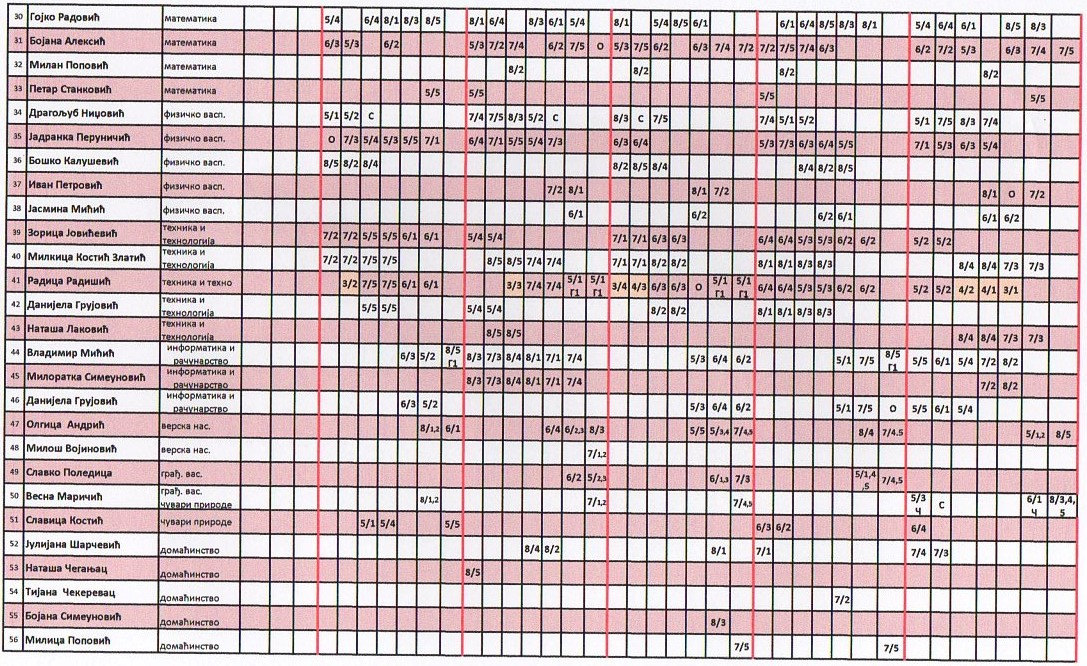 30 Гојко Радовић математика 5/4 6/4 8/1 8/3 8/5 8/1 6/4 8/3 6/1 5/4 8/1 5/4 8/5 6/1 6/1 6/4 8/5 8/3 8/1 5/4 6/4 6/1 8/5 8/3
31 Бојана Алексић математика 6/3 5/3 6/2 5/3 7/2 7/4 6/2 7/5 О 5/3 7/5 6/2 6/3 7/4 7/2 7/2 7/5 7/4 6/3 6/2 7/2 5/3 6/3 7/4 7/5
32 Милан Поповић математика 8/2 8/2 8/2 8/2
33 Петар Станковић математика 5/5 5/5 5/5 5/5
34 Драгољуб Ниџовић физичко васп. 5/1 5/2 С 7/4 7/5 8/3 5/2 С 8/3 С 7/5 7/4 5/1 5/2 5/1 7/5 8/3 7/4
35 Јадранка Перуничић физичко васп. О 7/3 5/4 5/3 5/5 7/1 6/4 7/1 5/5 5/4 7/3 6/3 6/4 5/3 7/3 6/3 6/4 5/5 7/1 5/3 6/3 5/4
36 Бошко Калушевић физичко васп. 8/5 8/2 8/4 8/2 8/5 8/4 8/4 8/2 8/5
37 Иван Петровић физичко васп. 7/2 8/1 8/1 7/2 8/1 О 7/2
38 Јасмина Мићић физичко васп. 6/1 6/2 6/2 6/1 6/1 6/2
39 Зорица Јовићевић техника и технологија 7/2 7/2 5/5 5/5 6/1 6/1 5/4 5/4 7/1 7/1 6/3 6/3 6/4 6/4 5/3 5/3 6/2 6/2 5/2 5/2
40 Милкица Костић Златић техника и технологија 7/2 7/2 7/5 7/5 8/5 8/5 7/4 7/4 7/1 7/1 8/2 8/2 8/1 8/1 8/3 8/3 8/4 8/4 7/3 7/3
41 Радица Радишић техника и техно 3/2 7/5 7/5 6/1 6/1 3/3 7/4 7/4 5/1 Г1 5/1 Г1 3/4 4/3 6/3 6/3 О 5/1 Г1 5/1 Г1 6/4 6/4 5/3 5/3 6/2 6/2 5/2 5/2 4/2 4/1 3/1
42 Данијела Грујовић техника и технологија 5/5 5/5 5/4 5/4 8/2 8/2 8/1 8/1 8/3 8/3
43 Наташа Лаковић техника и технологија 8/5 8/5 8/4 8/4 7/3 7/3
44 Владимир Мићић информатика и рачунарство 6/3 5/2 8/5 Г1 8/3 7/3 8/4 8/1 7/1 7/4 5/3 6/4 6/2 5/1 7/5 8/5 Г1 5/5 6/1 5/4 7/2 8/2
45 Милоратка Симеуновић информатика и рачунарство 8/3 7/3 8/4 8/1 7/1 7/4 7/2 8/2
46 Данијела Грујовић информатика и рачунарство 6/3 5/2 5/3 6/4 6/2 5/1 7/5 О 5/5 6/1 5/4
47 Олгица Андрић верска нас. 8/1,2 6/1 6/4 6/2,3 8/3 5/5 5/3,4 7/4,5 8/4 7/4,5 5/1,2 8/5
48 Милош Војиновић верска нас. 7/1,2
49 Славко Поледица грађ. вас. 6/2 5/2,3 6/1,3 7/3 5/1,4,5 7/4,5
50 Весна Маричић грађ. вас. чувари природе 8/1,2 7/1,2 7/4,5 5/3 Ч С 6/1 Ч 8/3,4,5
51 Славица Костић чувари природе 5/1 5/4 5/5 6/3 6/2 6/4
52 Јулијана Шарчевић домаћинство 8/4 8/2 8/1 7/1 7/4 7/3
53 Наташа Чегањац домаћинство 8/5
54 Тијана Чекеревац домаћинство 7/2
55 Бојана Симеуновић домаћинство 8/3
56 Милица Поповић домаћинство 7/5 7/5